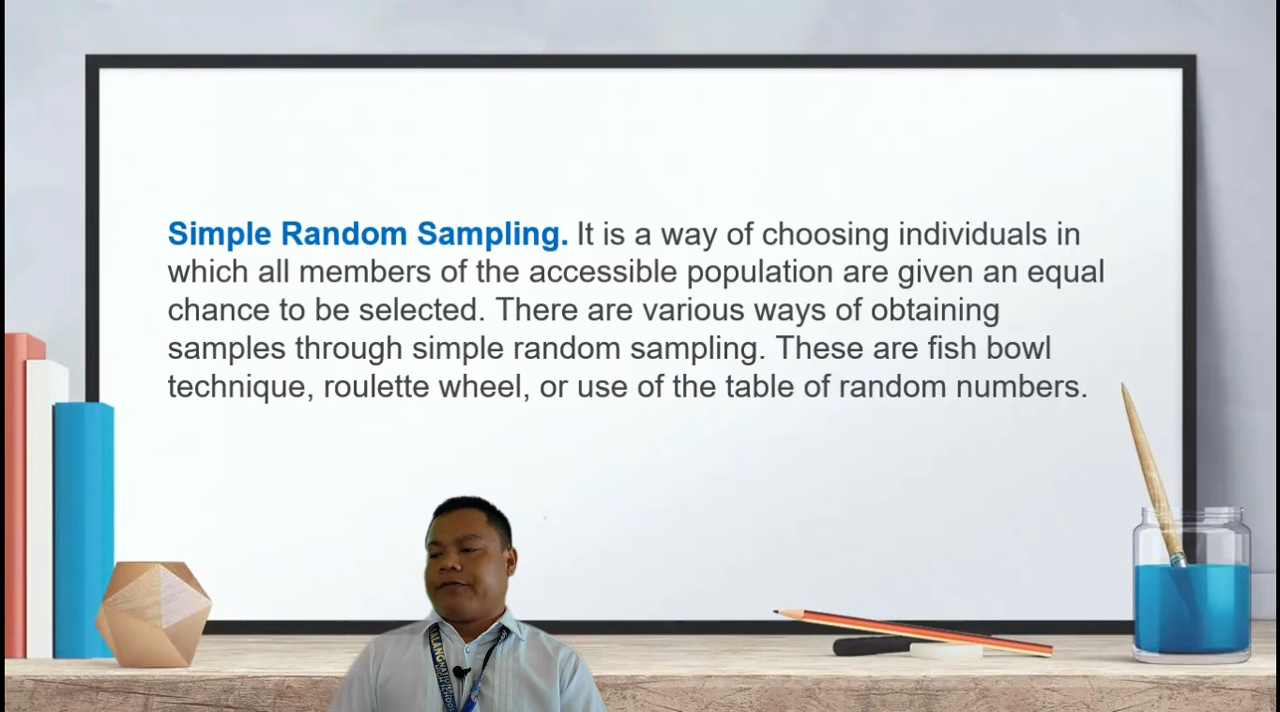 Simple Random Sampling. It is a way of choosing individuals in
which all members of the accessible population are given an equal
chance to be selected. There are various ways of obtaining
samples through simple random sampling. These are fish bowl
technique, roulette wheel, or use of the table of random numbers.
HIGH SCHOOL